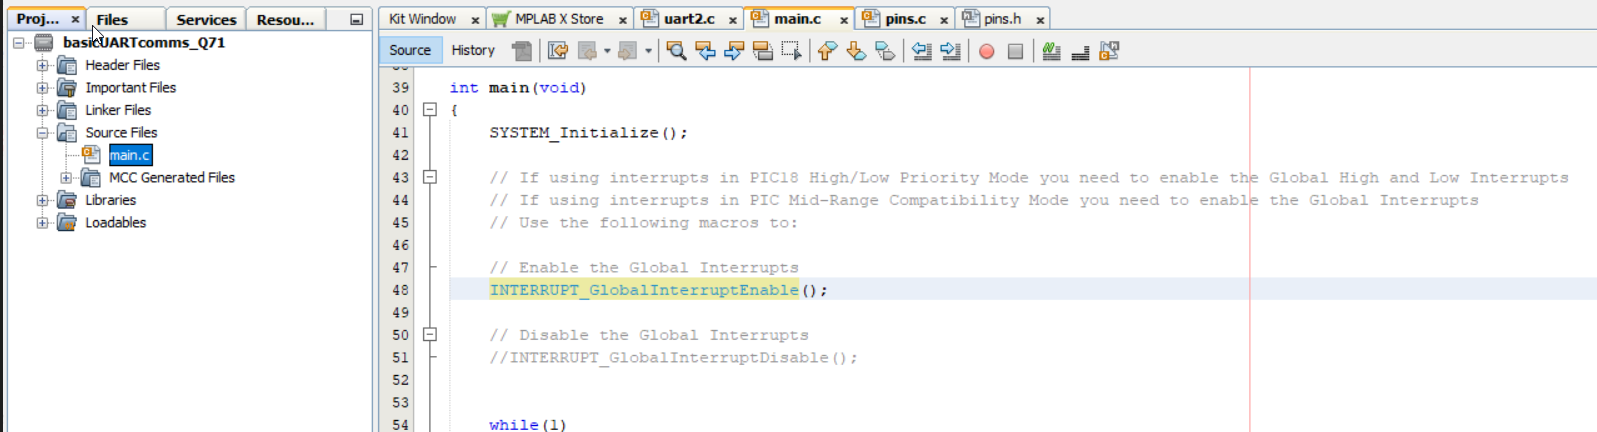 Proj... × Files Services Resou...
Kit Window × MPLAB X Store × uart2.c × main.c × pins.c × pins.h ×
basicUARTcomms_Q71
Header Files
Important Files
Linker Files
Source Files
main.c
MCC Generated Files
Libraries
Loadables
Source History
39 int main(void)
40 {
41 SYSTEM_Initialize();
42
43 // If using interrupts in PIC18 High/Low Priority Mode you need to enable the Global High and Low Interrupts
44 // If using interrupts in PIC Mid-Range Compatibility Mode you need to enable the Global Interrupts
45 // Use the following macros to:
46
47 // Enable the Global Interrupts
48 INTERRUPT_GlobalInterruptEnable();
49
50 // Disable the Global Interrupts
51 //INTERRUPT_GlobalInterruptDisable();
52
53
54 while(1)